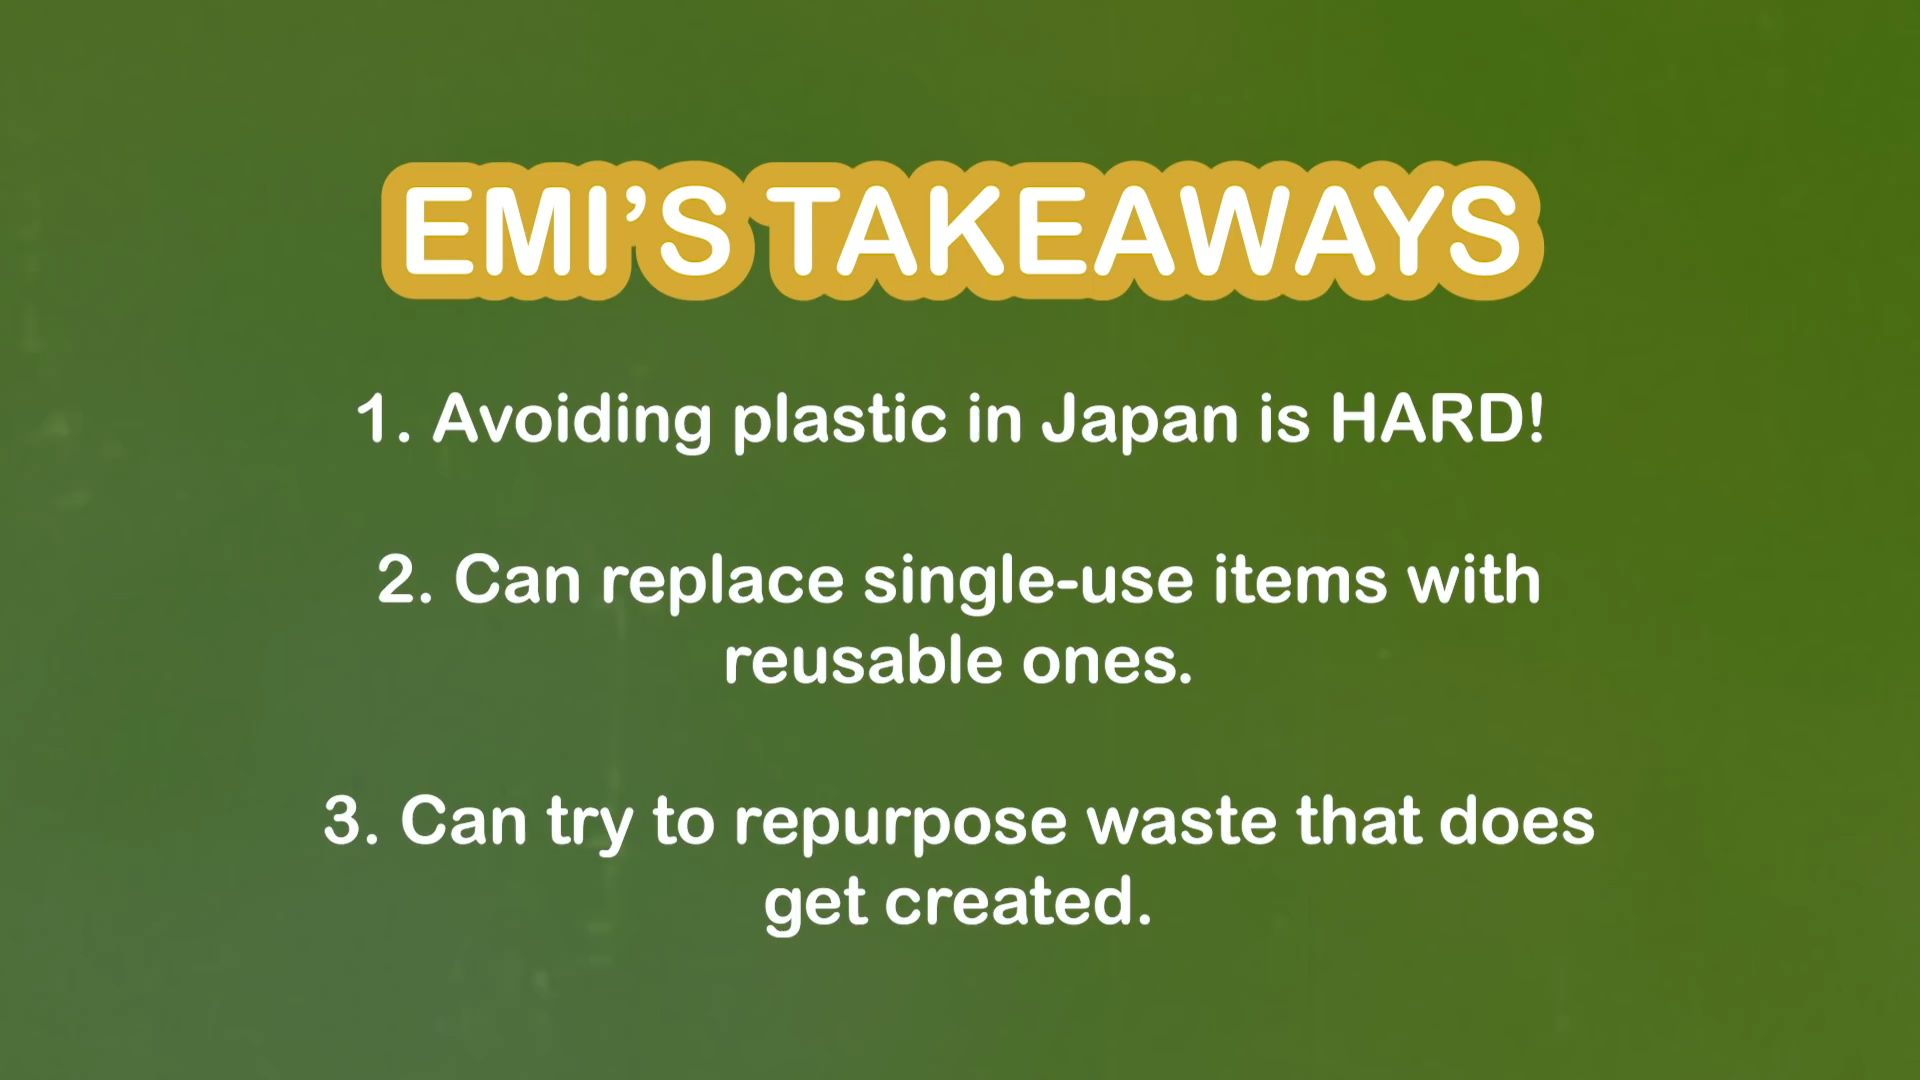 EMI’S TAKEAWAYS
1. Avoiding plastic in Japan is HARD!
2. Can replace single-use items with
reusable ones.
3. Can try to repurpose waste that does
get created.